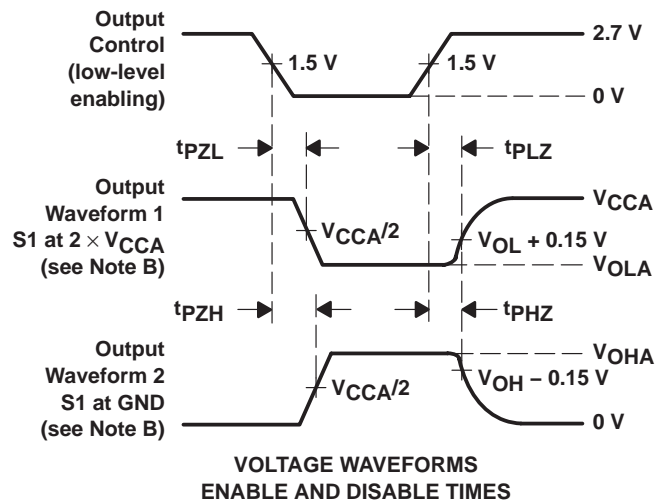 Output
Control
(low-level
enabling)
1.5 V
1.5 V
2.7 V
0 V
tPZL
tPLZ
Output
Waveform 1
S1 at 2 × VCCA
(see Note B)
VCCA/2
VCCA
VOL + 0.15 V
VOLA
tPZH
tPHZ
Output
Waveform 2
S1 at GND
(see Note B)
VCCA/2
VOHA
VOH − 0.15 V
0 V
VOLTAGE WAVEFORMS
ENABLE AND DISABLE TIMES